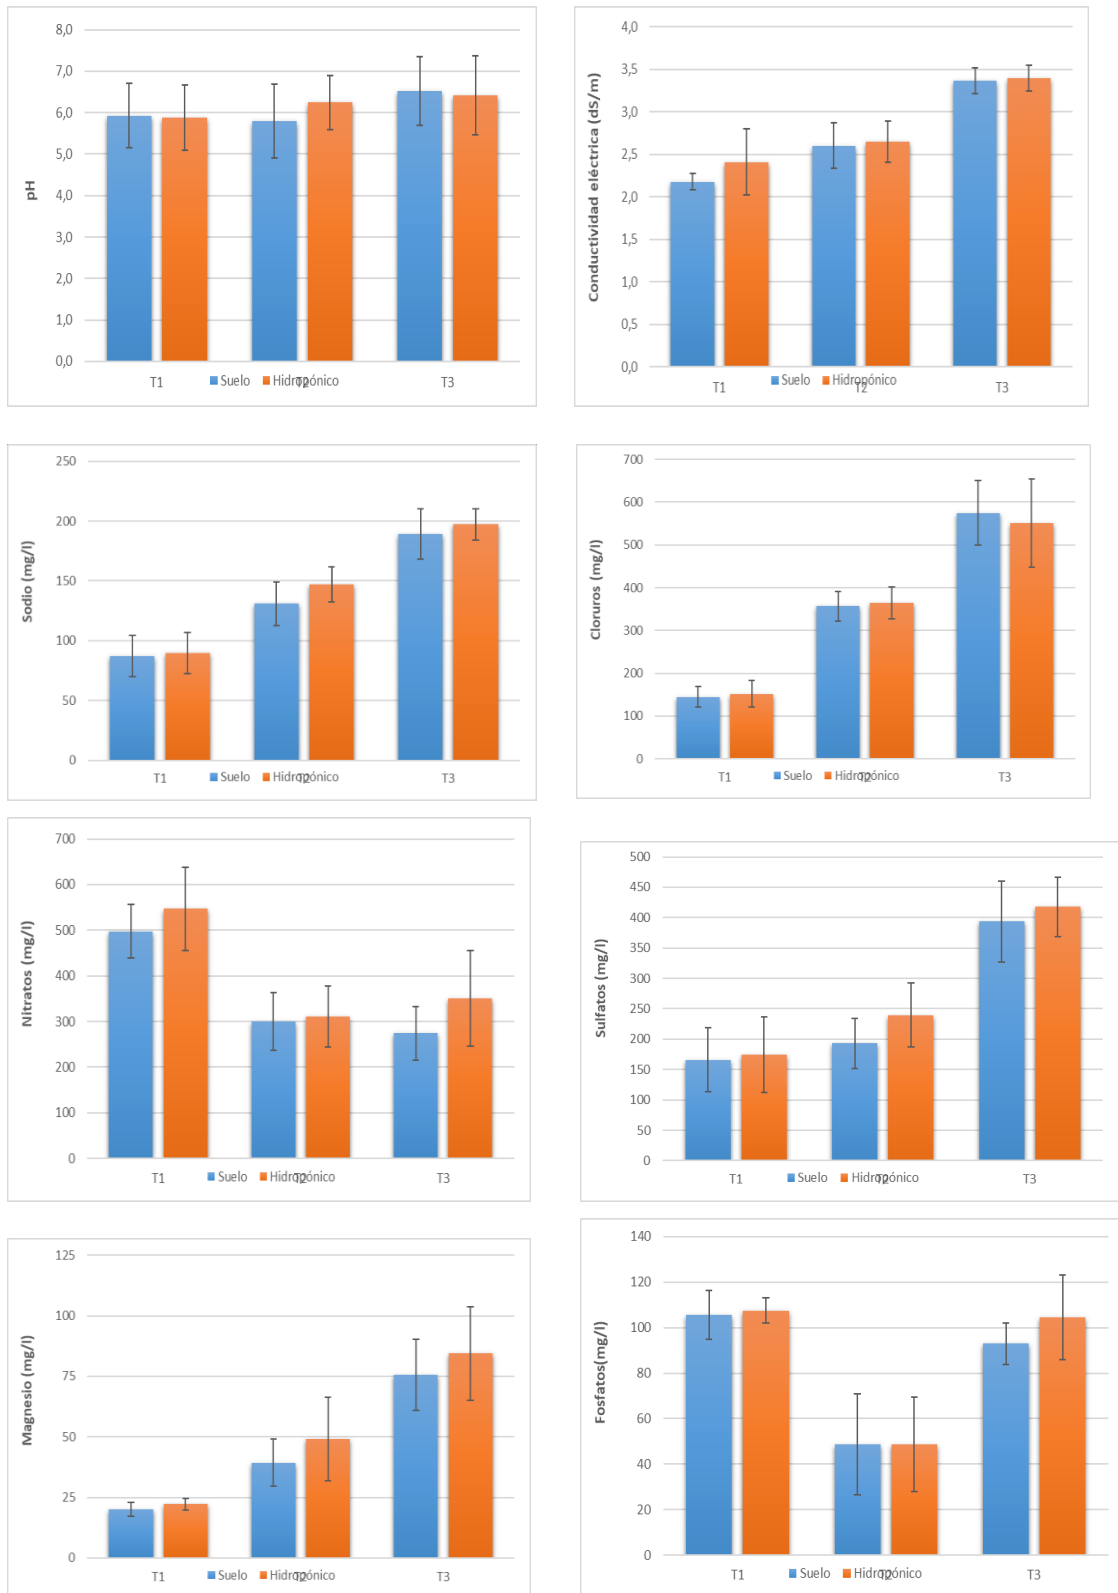 pH
8,0
7,0
6,0
5,0
4,0
3,0
2,0
1,0
0,0
T1 T2 T3
Suelo Hidropónico
Conductividad eléctrica (dS/m)
4,0
3,5
3,0
2,5
2,0
1,5
1,0
0,5
0,0
T1 T2 T3
Suelo Hidropónico
Sodio (mg/l)
250
200
150
100
50
0
T1 T2 T3
Suelo Hidropónico
Cloruros (mg/l)
700
600
500
400
300
200
100
0
T1 T2 T3
Suelo Hidropónico
Nitratos (mg/l)
700
600
500
400
300
200
100
0
T1 T2 T3
Suelo Hidropónico
Sulfatos (mg/l)
500
450
400
350
300
250
200
150
100
50
0
T1 T2 T3
Suelo Hidropónico
Magnesio (mg/l)
125
100
75
50
25
0
T1 T2 T3
Suelo Hidropónico
Fosfatos(mg/l)
140
120
100
80
60
40
20
0
T1 T2 T3
Suelo Hidropónico